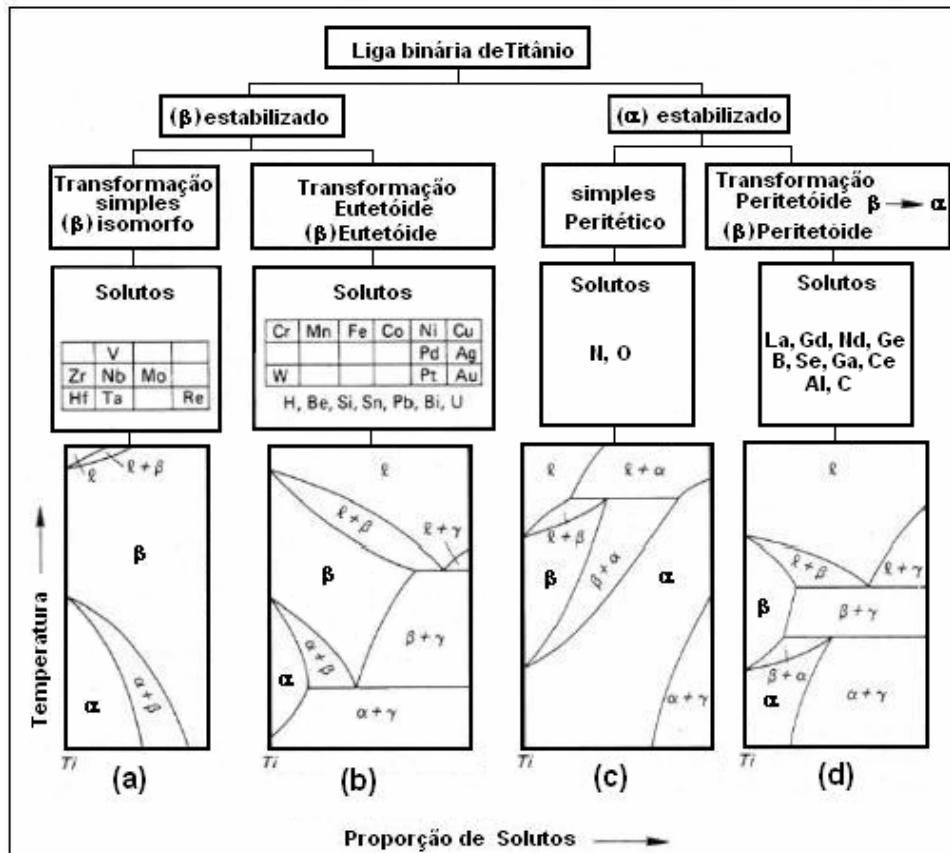 Liga binária deTitânio
(β)estabilizado
(α) estabilizado
Transformação
simples
(β)isomorfo
Transformação
Eutetóide
(β)Eutetóide
simples
Peritético
Transformação
Peritetóide β → α
(β)Peritetóide
Solutos
V
Zr Nb Mo
Hf Ta Re
Solutos
Cr Mn Fe Co Ni Cu
Pd Ag
W Pt Au
H, Be, Si, Sn, Pb, Bi, U
Solutos
N, O
Solutos
La, Gd, Nd, Ge
B, Se, Ga, Ce
Al, C
Temperatura
ℓ
ℓ + β
β
α
α + β
Ti
(a)
ℓ
ℓ + β
ℓ + γ
β
α + β
α
β + γ
α + γ
Ti
(b)
ℓ
ℓ + α
ℓ + β
β
β + α
α
α + γ
Ti
(c)
ℓ
ℓ + β
ℓ + γ
β
β + γ
β + α
α
α + γ
Ti
(d)
Proporção de Solutos